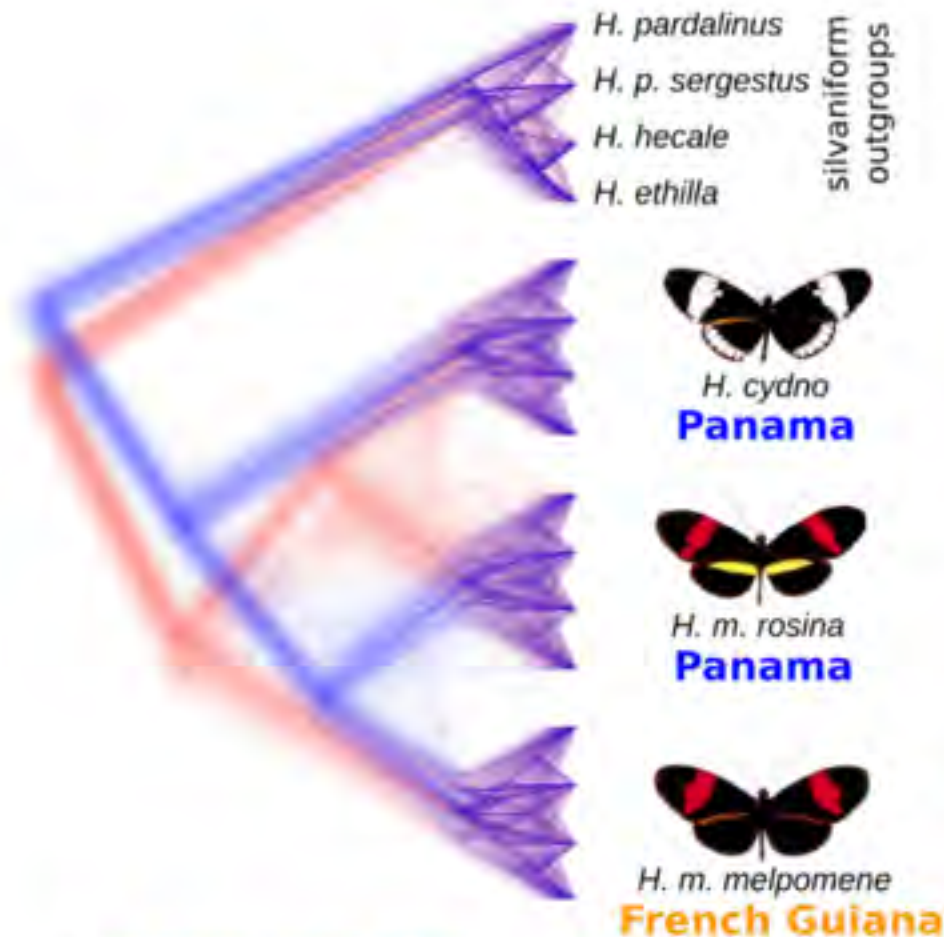 H. pardalinus
H. p. sergestus
H. hecale
H. ethilla
silvaniform
outgroups
H. cydno
Panama
H. m. rosina
Panama
H. m. melpomene
French Guiana